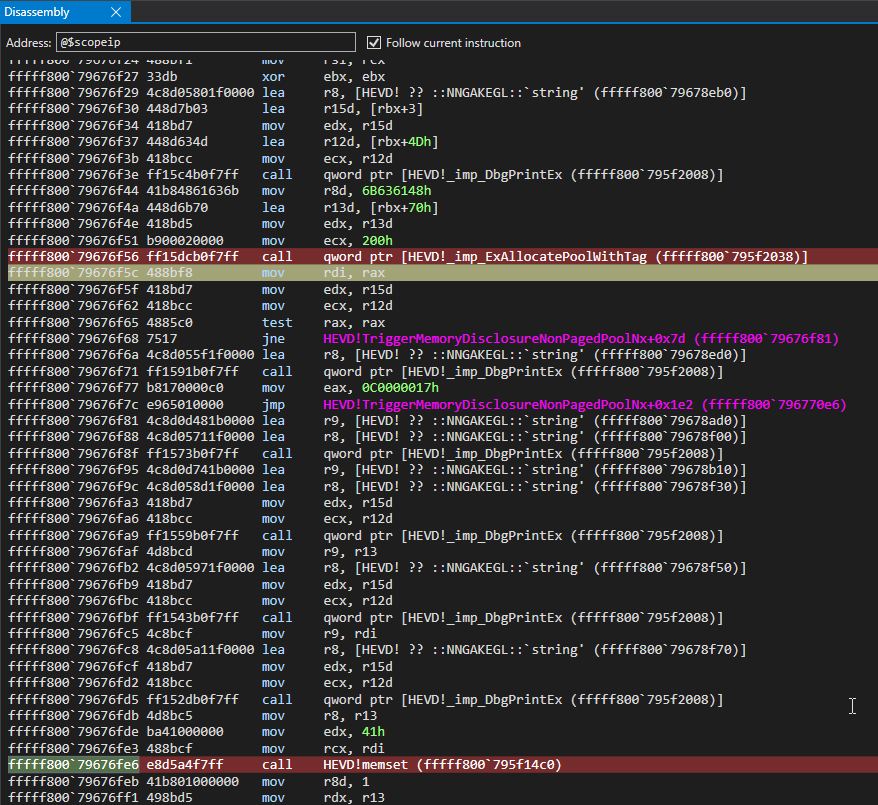 Disassembly
Address: @$scopeip Follow current instruction
fffff800`79676f24 488bf1 mov rsi, rcx
fffff800`79676f27 33db xor ebx, ebx
fffff800`79676f29 4c8d05801f0000 lea r8, [HEVD! ?? ::NNGAKEGL::`string' (fffff800`79678eb0)]
fffff800`79676f30 448d7b03 lea r15d, [rbx+3]
fffff800`79676f34 418bd7 mov edx, r15d
fffff800`79676f37 448d634d lea r12d, [rbx+4Dh]
fffff800`79676f3b 418bcc mov ecx, r12d
fffff800`79676f3e ff15c4b0f7ff call qword ptr [HEVD!_imp_DbgPrintEx (fffff800`795f2008)]
fffff800`79676f44 41b84861636b mov r8d, 6B636148h
fffff800`79676f4a 448d6b70 lea r13d, [rbx+70h]
fffff800`79676f4e 418bd5 mov edx, r13d
fffff800`79676f51 b900020000 mov ecx, 200h
fffff800`79676f56 ff15dcb0f7ff call qword ptr [HEVD!_imp_ExAllocatePoolWithTag (fffff800`795f2038)]
fffff800`79676f5c 488bf8 mov rdi, rax
fffff800`79676f5f 418bd7 mov edx, r15d
fffff800`79676f62 418bcc mov ecx, r12d
fffff800`79676f65 4885c0 test rax, rax
fffff800`79676f68 7517 jne HEVD!TriggerMemoryDisclosureNonPagedPoolNx+0x7d (fffff800`79676f81)
fffff800`79676f6a 4c8d055f1f0000 lea r8, [HEVD! ?? ::NNGAKEGL::`string' (fffff800`79678ed0)]
fffff800`79676f71 ff1591b0f7ff call qword ptr [HEVD!_imp_DbgPrintEx (fffff800`795f2008)]
fffff800`79676f77 b8170000c0 mov eax, 0C0000017h
fffff800`79676f7c e965010000 jmp HEVD!TriggerMemoryDisclosureNonPagedPoolNx+0x1e2 (fffff800`796770e6)
fffff800`79676f81 4c8d0d481b0000 lea r9, [HEVD! ?? ::NNGAKEGL::`string' (fffff800`79678ad0)]
fffff800`79676f88 4c8d05711f0000 lea r8, [HEVD! ?? ::NNGAKEGL::`string' (fffff800`79678f00)]
fffff800`79676f8f ff1573b0f7ff call qword ptr [HEVD!_imp_DbgPrintEx (fffff800`795f2008)]
fffff800`79676f95 4c8d0d741b0000 lea r9, [HEVD! ?? ::NNGAKEGL::`string' (fffff800`79678b10)]
fffff800`79676f9c 4c8d058d1f0000 lea r8, [HEVD! ?? ::NNGAKEGL::`string' (fffff800`79678f30)]
fffff800`79676fa3 418bd7 mov edx, r15d
fffff800`79676fa6 418bcc mov ecx, r12d
fffff800`79676fa9 ff1559b0f7ff call qword ptr [HEVD!_imp_DbgPrintEx (fffff800`795f2008)]
fffff800`79676faf 4d8bcd mov r9, r13
fffff800`79676fb2 4c8d05971f0000 lea r8, [HEVD! ?? ::NNGAKEGL::`string' (fffff800`79678f50)]
fffff800`79676fb9 418bd7 mov edx, r15d
fffff800`79676fbc 418bcc mov ecx, r12d
fffff800`79676fbf ff1543b0f7ff call qword ptr [HEVD!_imp_DbgPrintEx (fffff800`795f2008)]
fffff800`79676fc5 4c8bcf mov r9, rdi
fffff800`79676fc8 4c8d05a11f0000 lea r8, [HEVD! ?? ::NNGAKEGL::`string' (fffff800`79678f70)]
fffff800`79676fcf 418bd7 mov edx, r15d
fffff800`79676fd2 418bcc mov ecx, r12d
fffff800`79676fd5 ff152db0f7ff call qword ptr [HEVD!_imp_DbgPrintEx (fffff800`795f2008)]
fffff800`79676fdb 4d8bc5 mov r8, r13
fffff800`79676fde ba41000000 mov edx, 41h
fffff800`79676fe3 488bcf mov rcx, rdi
fffff800`79676fe6 e8d5a4f7ff call HEVD!memset (fffff800`795f14c0)
fffff800`79676feb 41b801000000 mov r8d, 1
fffff800`79676ff1 498bd5 mov rdx, r13